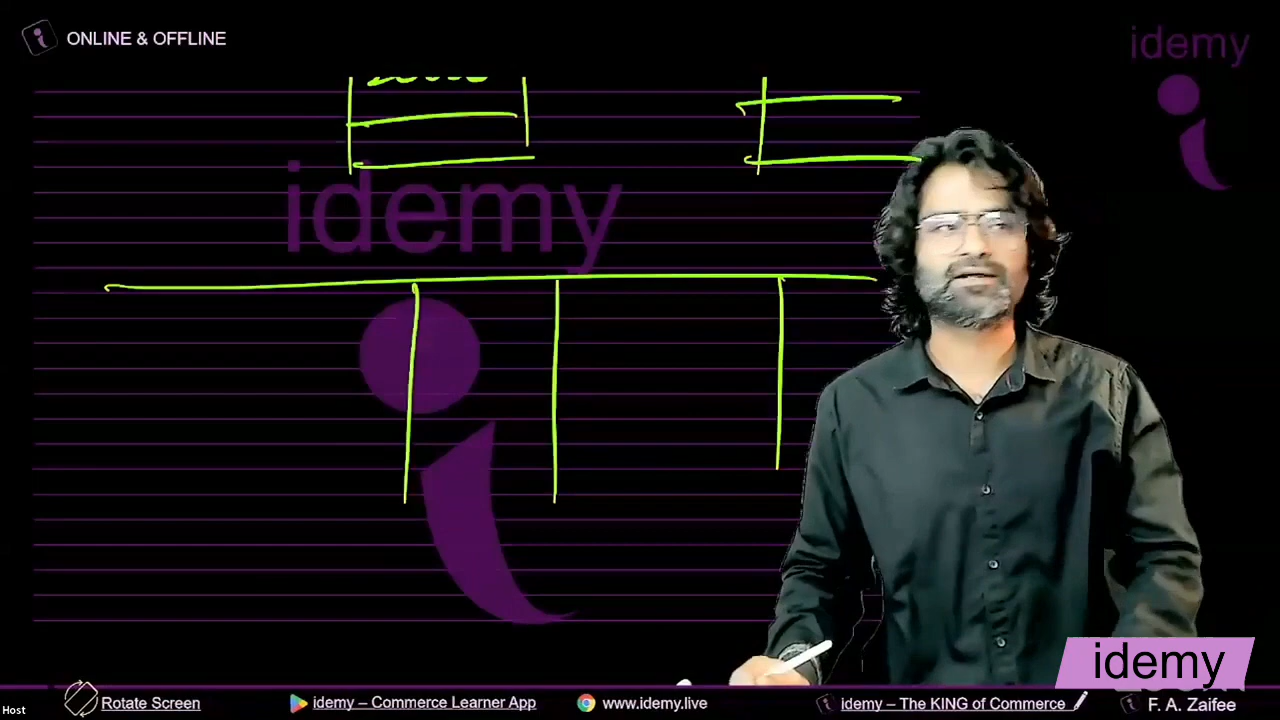 ONLINE & OFFLINE
idemy
idemy
idemy
Host
Rotate Screen
idemy – Commerce Learner App
www.idemy.live
idemy – The KING of Commerce
F. A. Zaifee